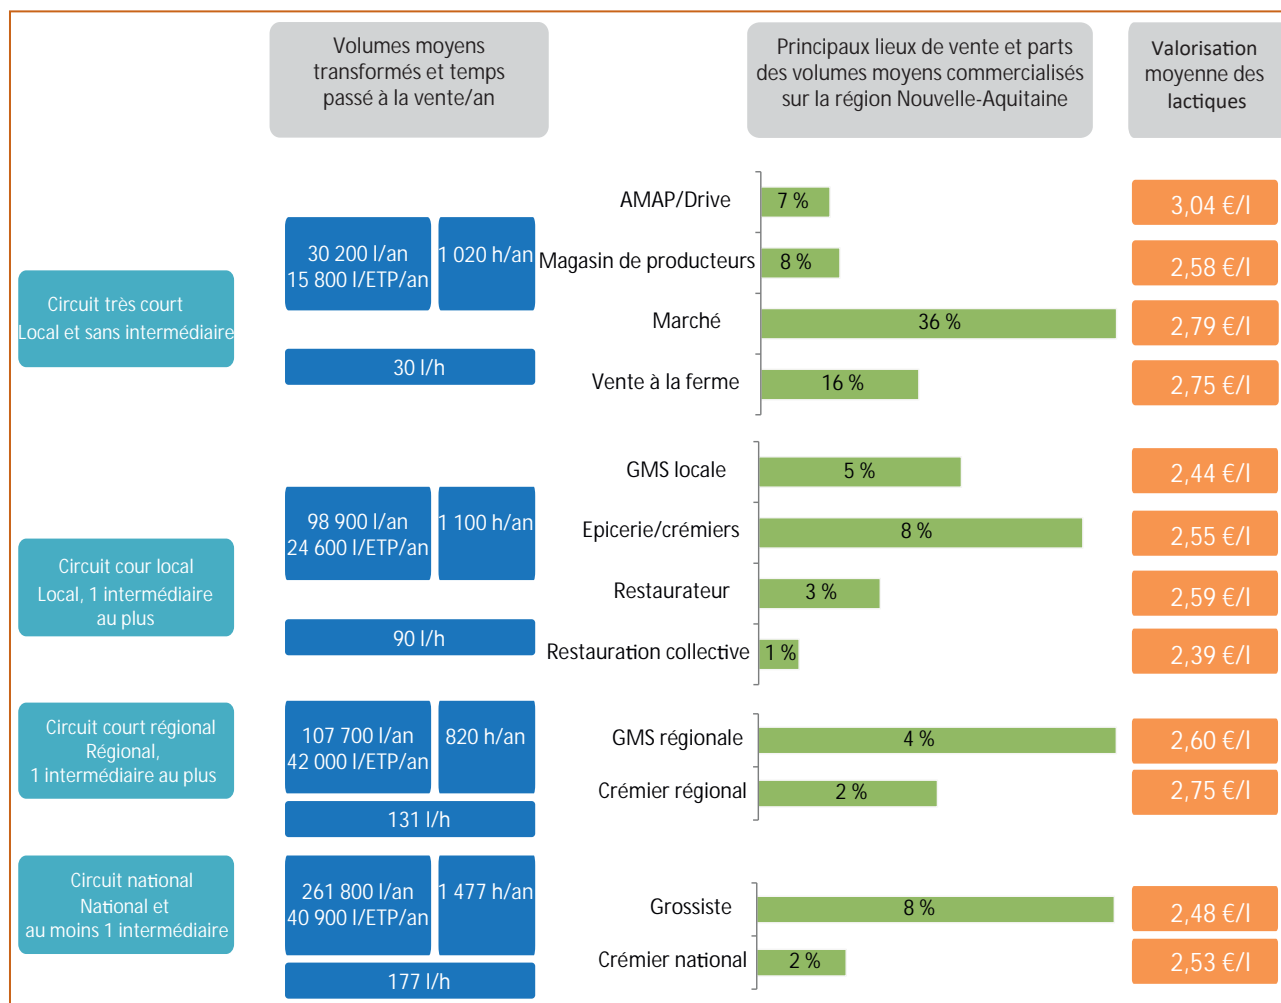 Volumes moyens
transformés et temps
passé à la vente/an
Principaux lieux de vente et parts
des volumes moyens commercialisés
sur la région Nouvelle-Aquitaine
Valorisation
moyenne des
lactiques
Circuit très court
Local et sans intermédiaire
30 200 l/an
15 800 l/ETP/an
1 020 h/an
30 l/h
AMAP/Drive
7 %
3,04 €/l
Magasin de producteurs
8 %
2,58 €/l
Marché
36 %
2,79 €/l
Vente à la ferme
16 %
2,75 €/l
Circuit cour local
Local, 1 intermédiaire
au plus
98 900 l/an
24 600 l/ETP/an
1 100 h/an
90 l/h
GMS locale
5 %
2,44 €/l
Epicerie/crémiers
8 %
2,55 €/l
Restaurateur
3 %
2,59 €/l
Restauration collective
1 %
2,39 €/l
Circuit court régional
Régional,
1 intermédiaire au plus
107 700 l/an
42 000 l/ETP/an
820 h/an
131 l/h
GMS régionale
4 %
2,60 €/l
Crémier régional
2 %
2,75 €/l
Circuit national
National et
au moins 1 intermédiaire
261 800 l/an
40 900 l/ETP/an
1 477 h/an
177 l/h
Grossiste
8 %
2,48 €/l
Crémier national
2 %
2,53 €/l